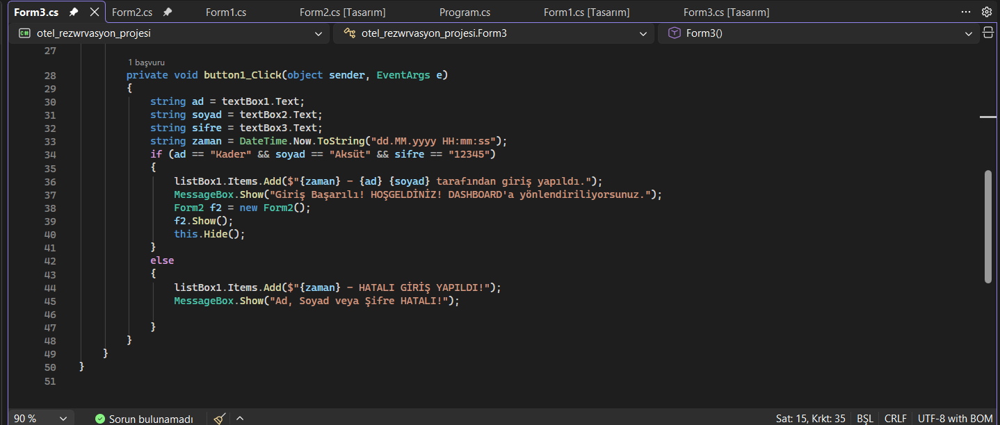 Form3.cs Form2.cs Form1.cs Form2.cs [Tasarım] Program.cs Form1.cs [Tasarım] Form3.cs [Tasarım]
C# otel_rezwrvasyon_projesi otel_rezwrvasyon_projesi.Form3 Form3()
27
1 başvuru
28 private void button1_Click(object sender, EventArgs e)
29 {
30 string ad = textBox1.Text;
31 string soyad = textBox2.Text;
32 string sifre = textBox3.Text;
33 string zaman = DateTime.Now.ToString("dd.MM.yyyy HH:mm:ss");
34 if (ad == "Kader" && soyad == "Aksüt" && sifre == "12345")
35 {
36 listBox1.Items.Add($"{zaman} - {ad} {soyad} tarafından giriş yapıldı.");
37 MessageBox.Show("Giriş Başarılı! HOŞGELDİNİZ! DASHBOARD'a yönlendiriliyorsunuz.");
38 Form2 f2 = new Form2();
39 f2.Show();
40 this.Hide();
41 }
42 else
43 {
44 listBox1.Items.Add($"{zaman} - HATALI GİRİŞ YAPILDI!");
45 MessageBox.Show("Ad, Soyad veya Şifre HATALI!");
46
47 }
48 }
49 }
50 }
51
90 % Sorun bulunamadı Sat: 15, Krkt: 35 BŞL CRLF UTF-8 with BOM